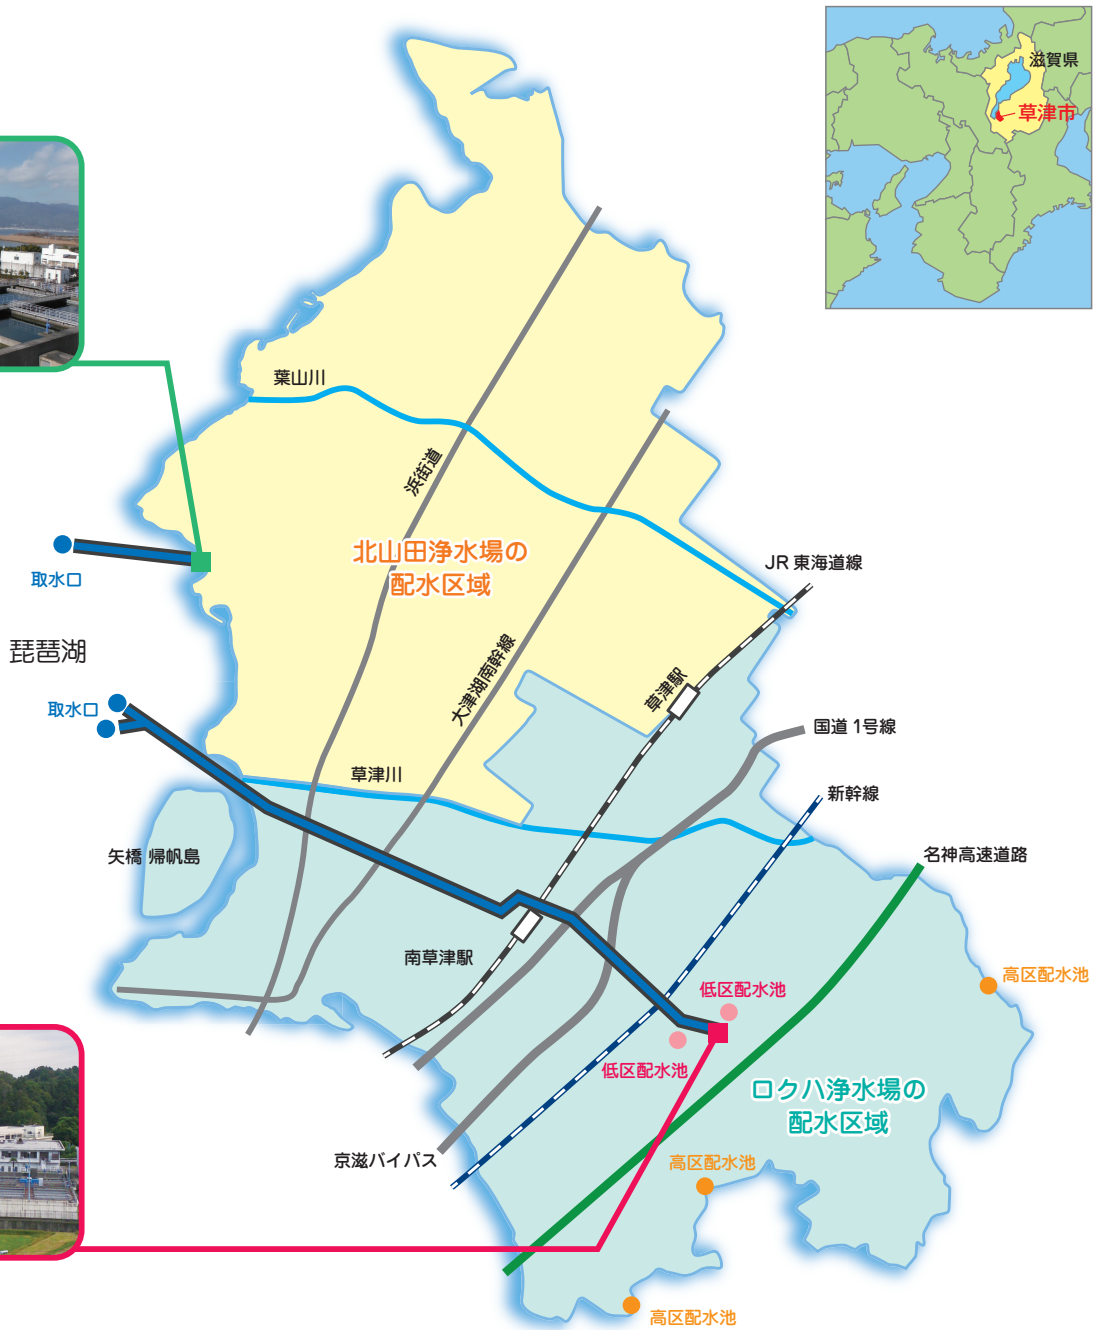 滋賀県
草津市
葉山川
浜街道
北山田浄水場の
配水区域
取水口
JR 東海道線
琵琶湖
大津湖南幹線
草津駅
取水口
国道 1号線
草津川
新幹線
矢橋 帰帆島
名神高速道路
南草津駅
高区配水池
低区配水池
低区配水池
ロクハ浄水場の
配水区域
京滋バイパス
高区配水池
高区配水池